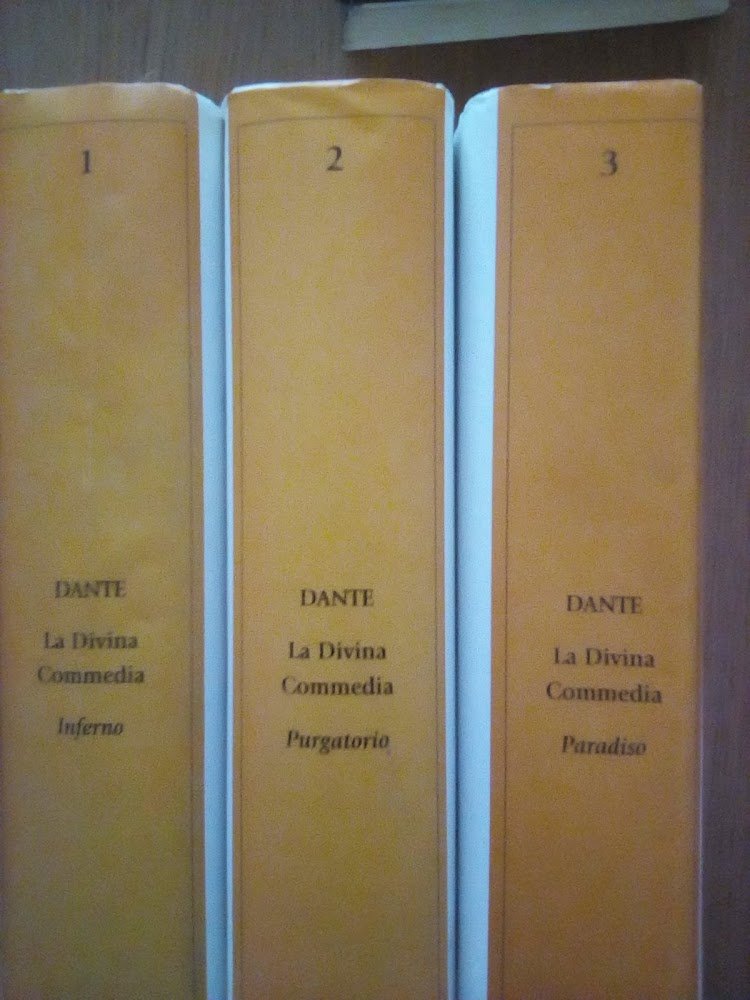 1
DANTE
La Divina
Commedia
Inferno
2
DANTE
La Divina
Commedia
Purgatorio
3
DANTE
La Divina
Commedia
Paradiso